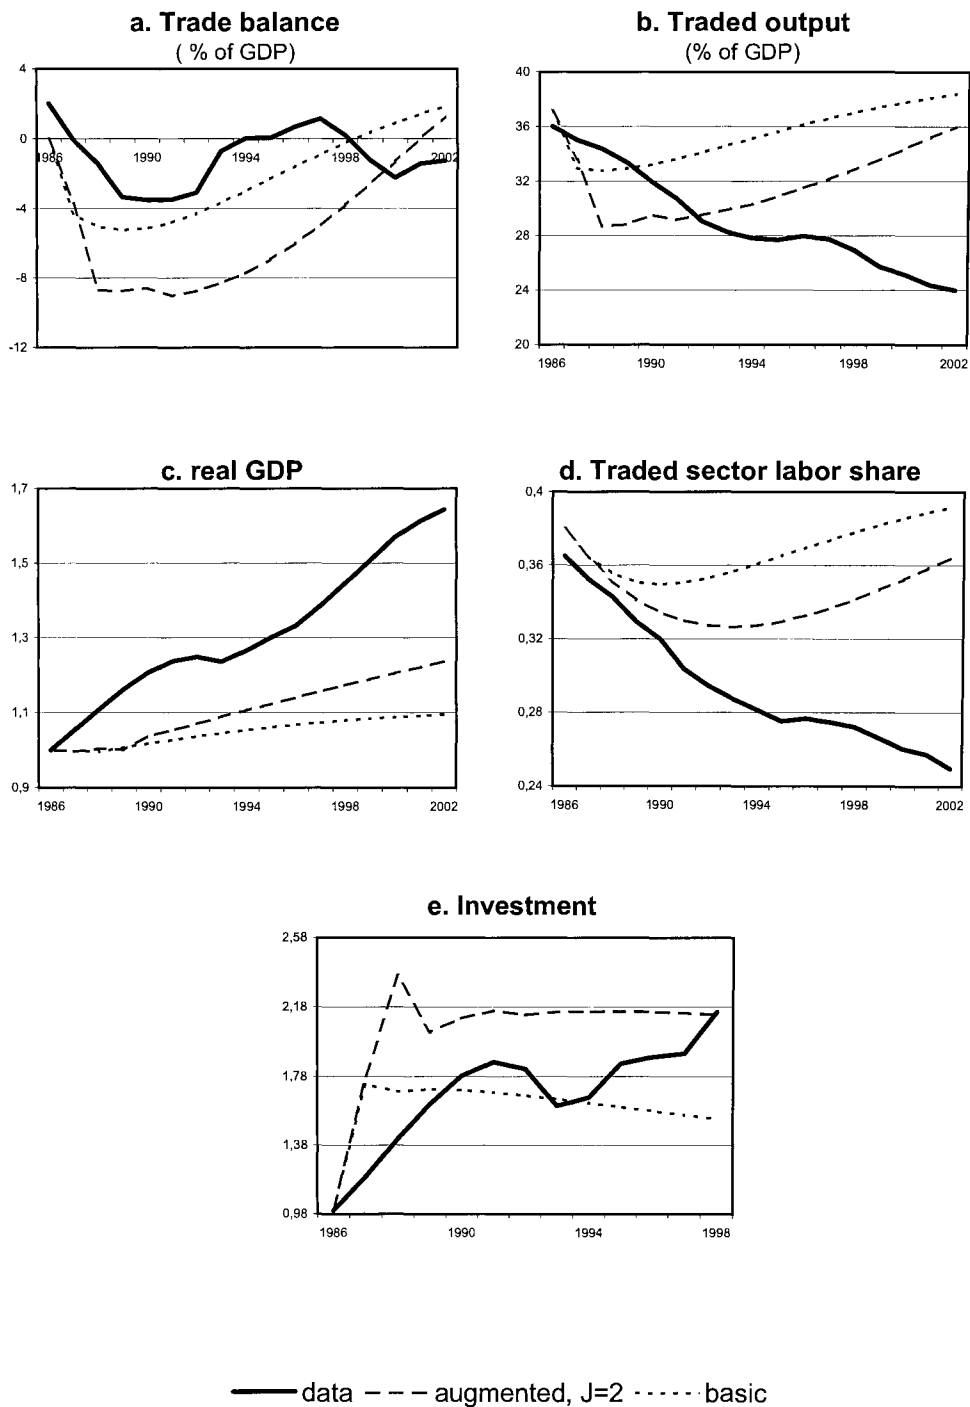 a. Trade balance
( % of GDP)
4
0
-4
-8
-12
1986 1990 1994 1998 2002
b. Traded output
(% of GDP)
40
36
32
28
24
20
1986 1990 1994 1998 2002
c. real GDP
1,7
1,5
1,3
1,1
0,9
1986 1990 1994 1998 2002
d. Traded sector labor share
0,4
0,36
0,32
0,28
0,24
1986 1990 1994 1998 2002
e. Investment
2,58
2,18
1,78
1,38
0,98
1986 1990 1994 1998
data augmented, J=2 basic